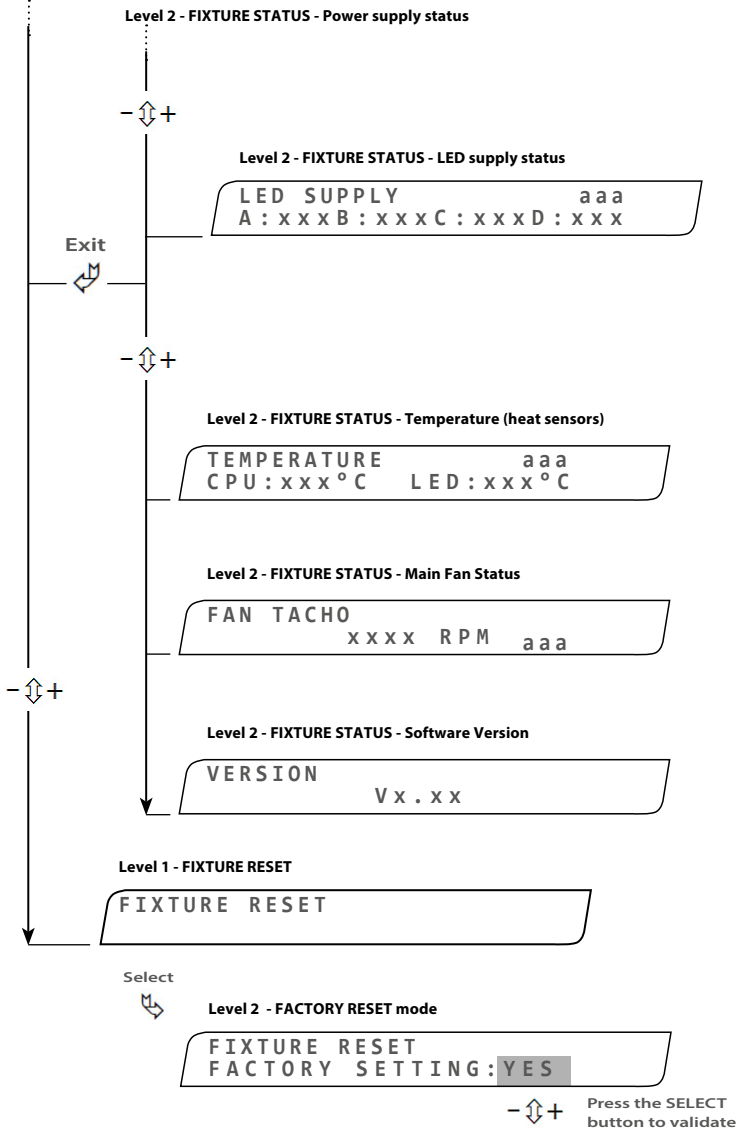 Level 2 - FIXTURE STATUS - Power supply status
- +
Level 2 - FIXTURE STATUS - LED supply status
LED SUPPLY aaa
A:xxxB:xxxC:xxxD:xxx
Exit
- +
Level 2 - FIXTURE STATUS - Temperature (heat sensors)
TEMPERATURE aaa
CPU:xxx°C LED:xxx°C
Level 2 - FIXTURE STATUS - Main Fan Status
FAN TACHO
xxxx RPM aaa
- +
Level 2 - FIXTURE STATUS - Software Version
VERSION
Vx.xx
Level 1 - FIXTURE RESET
FIXTURE RESET
Select
Level 2 - FACTORY RESET mode
FIXTURE RESET
FACTORY SETTING:YES
- +
Press the SELECT
button to validate